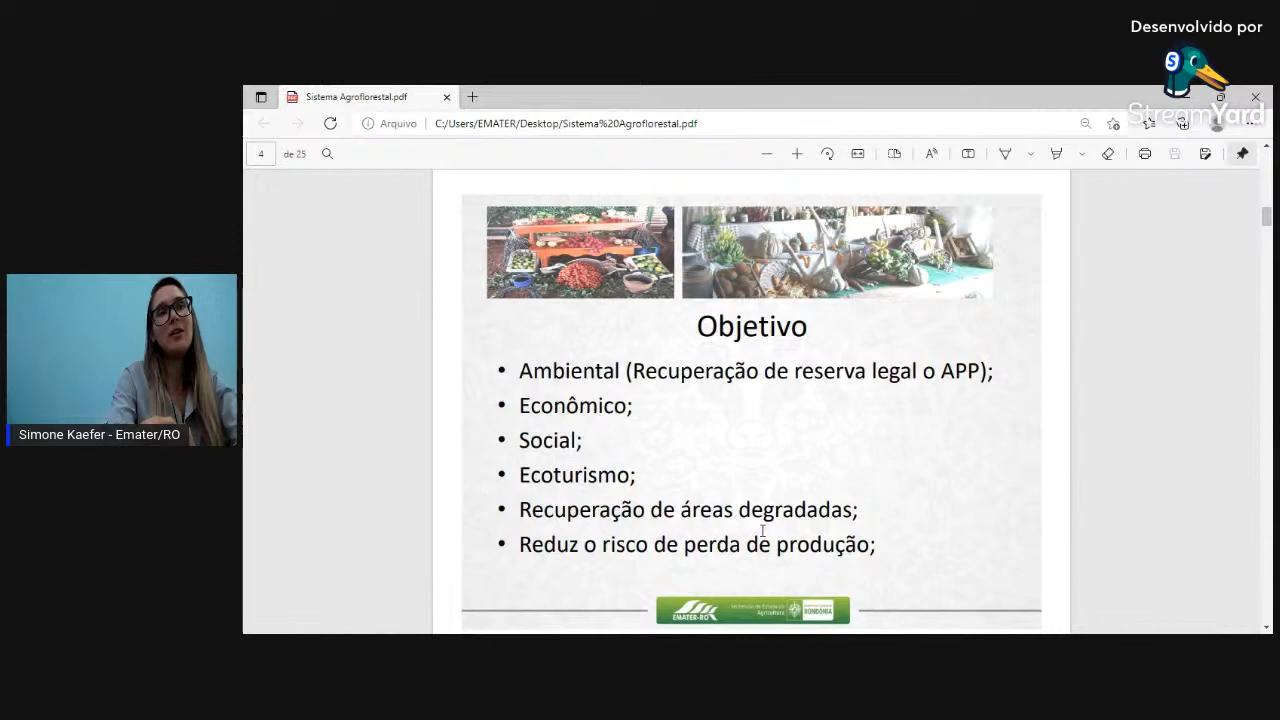 Desenvolvido por
S
StreamYard
Sistema Agroflorestal.pdf
Arquivo
C:/Users/EMATER/Desktop/Sistema%20Agroflorestal.pdf
4
de 25
Objetivo
• Ambiental (Recuperação de reserva legal o APP);
• Econômico;
• Social;
• Ecoturismo;
• Recuperação de áreas degradadas;
• Reduz o risco de perda de produção;
Simone Kaefer - Emater/RO
EMATER-RO
Agricultura
RONDÔNIA